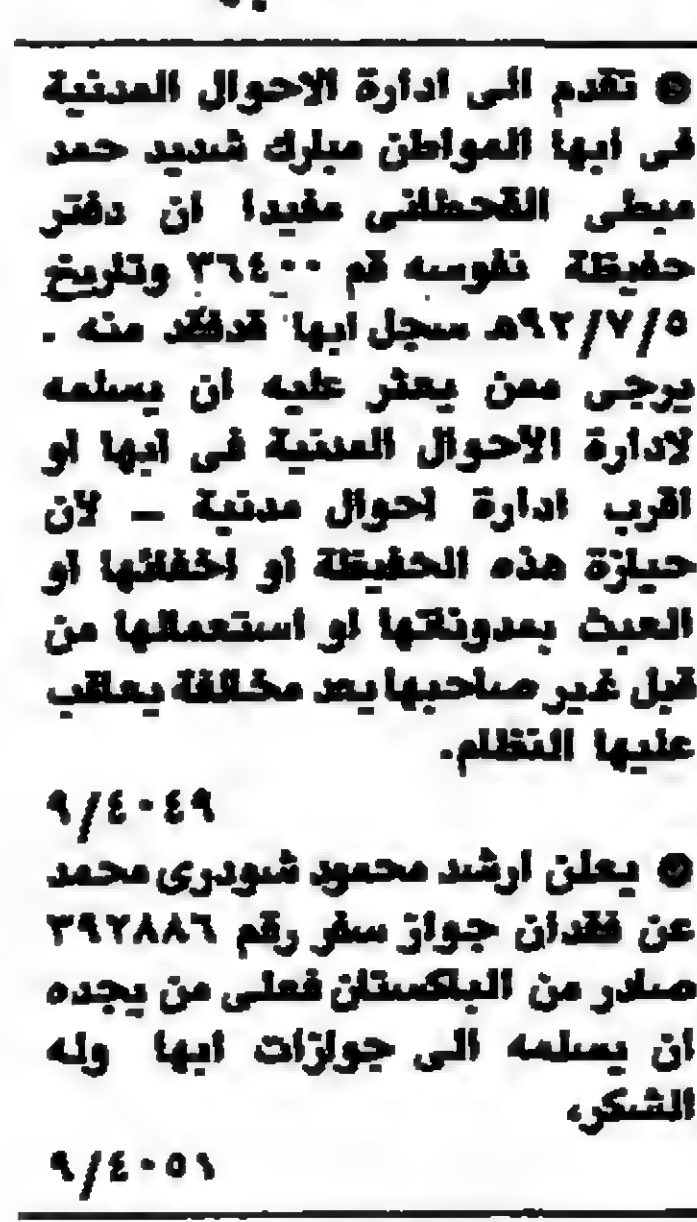 ● تقدم الى ادارة الاحوال المدنية
فى ابها المواطن مبارك شديد حمد
مبطى القحطانى مفيدا ان دفتر
حفيظة نفوسه قم ٣٦٤٠٠ وتاريخ
٩٢/٧/٥هـ سجل ابها قد فقد منه .
يرجى ممن يعثر عليه ان يسلمه
لادارة الاحوال المدنية فى ابها او
اقرب ادارة احوال مدنية ـ لان
حيازة هذه الحفيظة او اخفائها او
العبث بمدوناتها او استعمالها من
قبل غير صاحبها يعد مخالفة يعاقب
عليها النظام.
٩/٤٠٤٩
● يعلن ارشد محمود شودرى محمد
عن فقدان جواز سفر رقم ٣٩٢٨٨٦
صادر من الباكستان فعلى من يجده
ان يسلمه الى جوازات ابها وله
الشكر،
٩/٤٠٥١